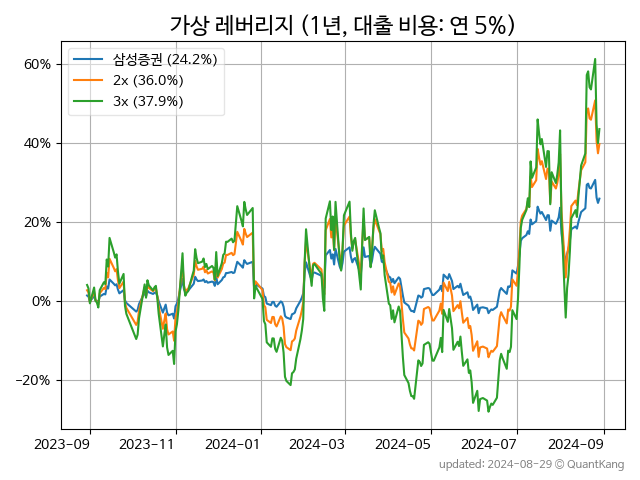 가상 레버리지 (1년, 대출 비용: 연 5%)
삼성증권 (24.2%)
2x (36.0%)
3x (37.9%)
60%
40%
20%
0%
−20%
2023-09 2023-11 2024-01 2024-03 2024-05 2024-07 2024-09
updated: 2024-08-29 © QuantKang